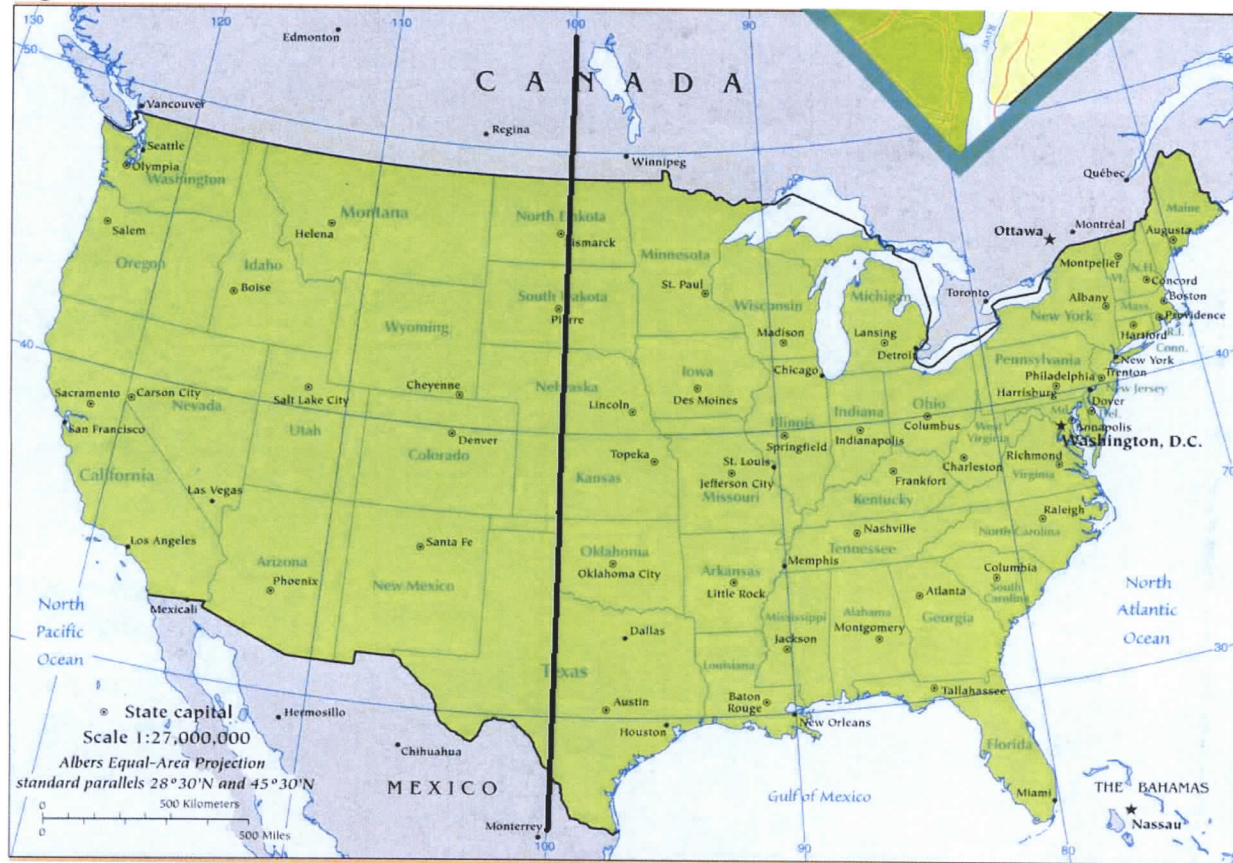 130
120
110
100
90
Edmonton
50
CANADA
River
Vancouver
Regina
Winnipeg
Seattle
Olympia
Washington
Québec
Montana
North Dakota
Maine
Salem
Helena
Bismarck
Ottawa
Montréal
Augusta
Oregon
Idaho
Minnesota
Montpelier
N.H.
Vt.
Boise
South Dakota
St. Paul
Wisconsin
Michigan
Toronto
Concord
Albany
Mass.
Boston
Pierre
New York
Providence
Wyoming
Madison
Lansing
Hartford
R.I.
Conn.
Detroit
40
Iowa
Chicago
Pennsylvania
New York
40
Cheyenne
Nebraska
Philadelphia
Trenton
Sacramento
Carson City
Salt Lake City
Des Moines
Harrisburg
New Jersey
Nevada
Lincoln
Illinois
Indiana
Ohio
Md.
Dover
Del.
San Francisco
Utah
Denver
Columbus
West
Virginia
Annapolis
Springfield
Indianapolis
Washington, D.C.
Colorado
Topeka
St. Louis
Richmond
California
Kansas
Jefferson City
Frankfort
Charleston
Virginia
70
Las Vegas
Missouri
Kentucky
Raleigh
Los Angeles
Santa Fe
Nashville
North Carolina
Arizona
Oklahoma
Memphis
Tennessee
Oklahoma City
Arkansas
Columbia
Phoenix
New Mexico
Little Rock
Atlanta
South
Carolina
North
Atlantic
Ocean
North
Pacific
Ocean
Mexicali
Mississippi
Alabama
Georgia
Dallas
Jackson
Montgomery
30
Texas
Louisiana
Tallahassee
Hermosillo
Austin
Baton
Rouge
New Orleans
Houston
State capital
Scale 1:27,000,000
Albers Equal-Area Projection
standard parallels 28°30'N and 45°30'N
Chihuahua
Florida
MEXICO
Gulf of Mexico
Miami
THE BAHAMAS
0 500 Kilometers
0 500 Miles
Nassau
Monterrey
100
90
80